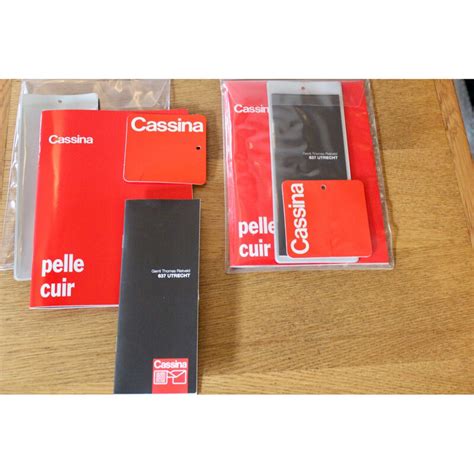 Cassina
Cassina
pelle
cuir
Gerrit Thomas Rietveld
637 UTRECHT
Cassina
Cassina
pelle
cuir
Gerrit Thomas Rietveld
637 UTRECHT
Cassina